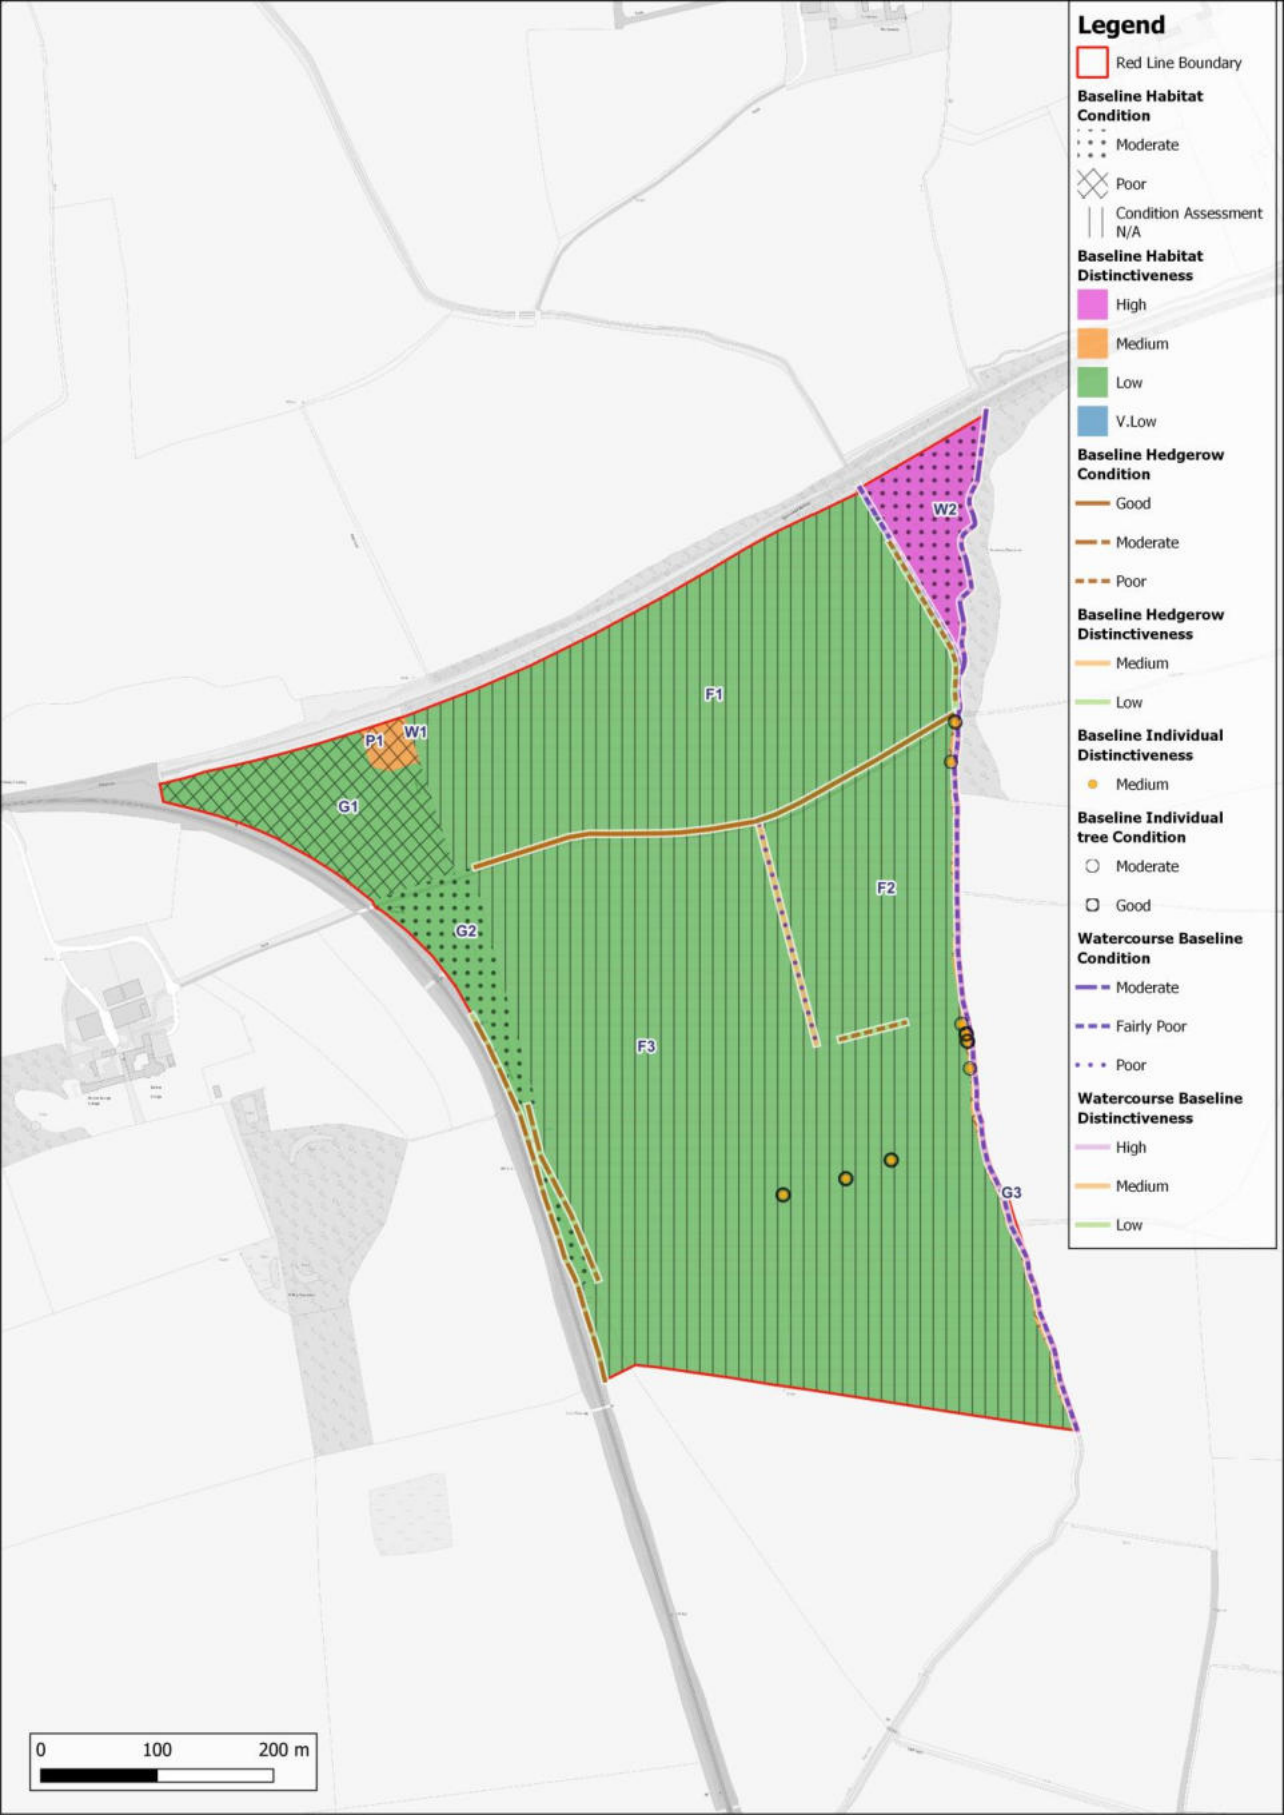 Legend
Red Line Boundary
Baseline Habitat
Condition
Moderate
Poor
Condition Assessment
N/A
Baseline Habitat
Distinctiveness
High
Medium
Low
V.Low
Baseline Hedgerow
Condition
Good
Moderate
Poor
Baseline Hedgerow
Distinctiveness
Medium
Low
Baseline Individual
Distinctiveness
Medium
Baseline Individual
tree Condition
Moderate
Good
Watercourse Baseline
Condition
Moderate
Fairly Poor
Poor
Watercourse Baseline
Distinctiveness
High
Medium
Low
W2
F1
P1
W1
G1
F2
G2
F3
G3
0 100 200 m